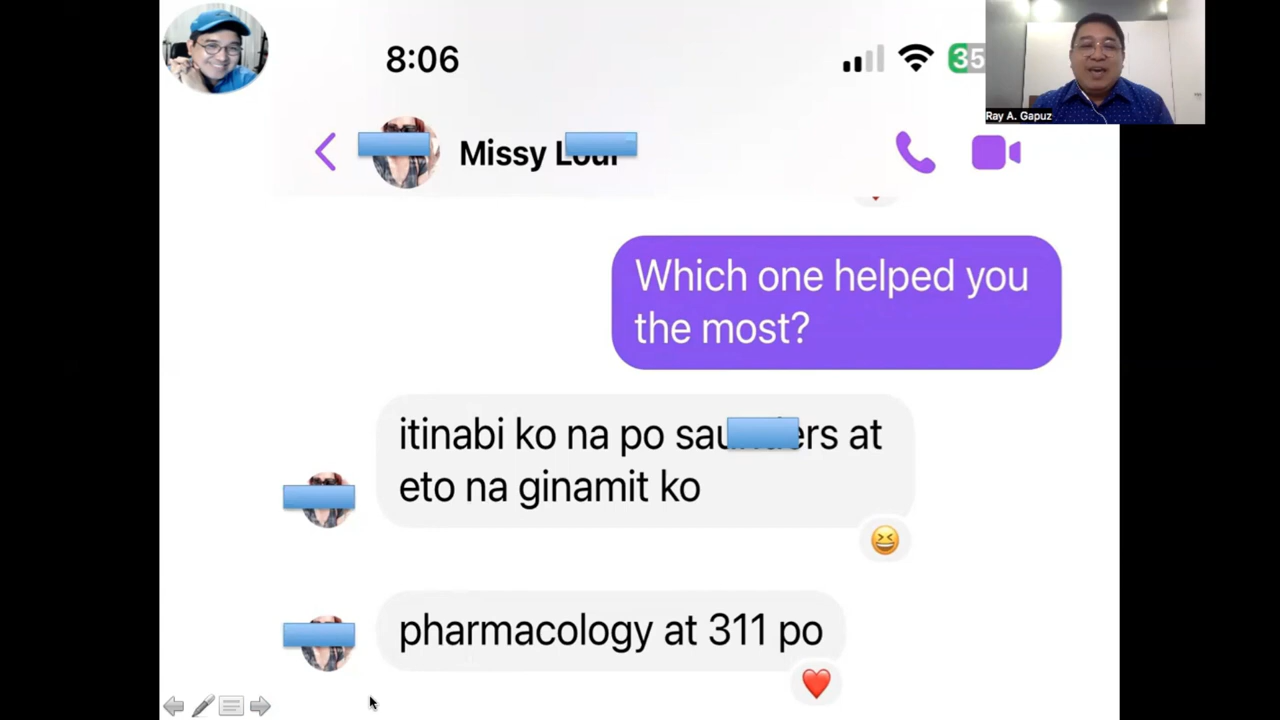 8:06
35
Ray A. Gapuz
Missy
Which one helped you
the most?
itinabi ko na po at
eto na ginamit ko
pharmacology at 311 po